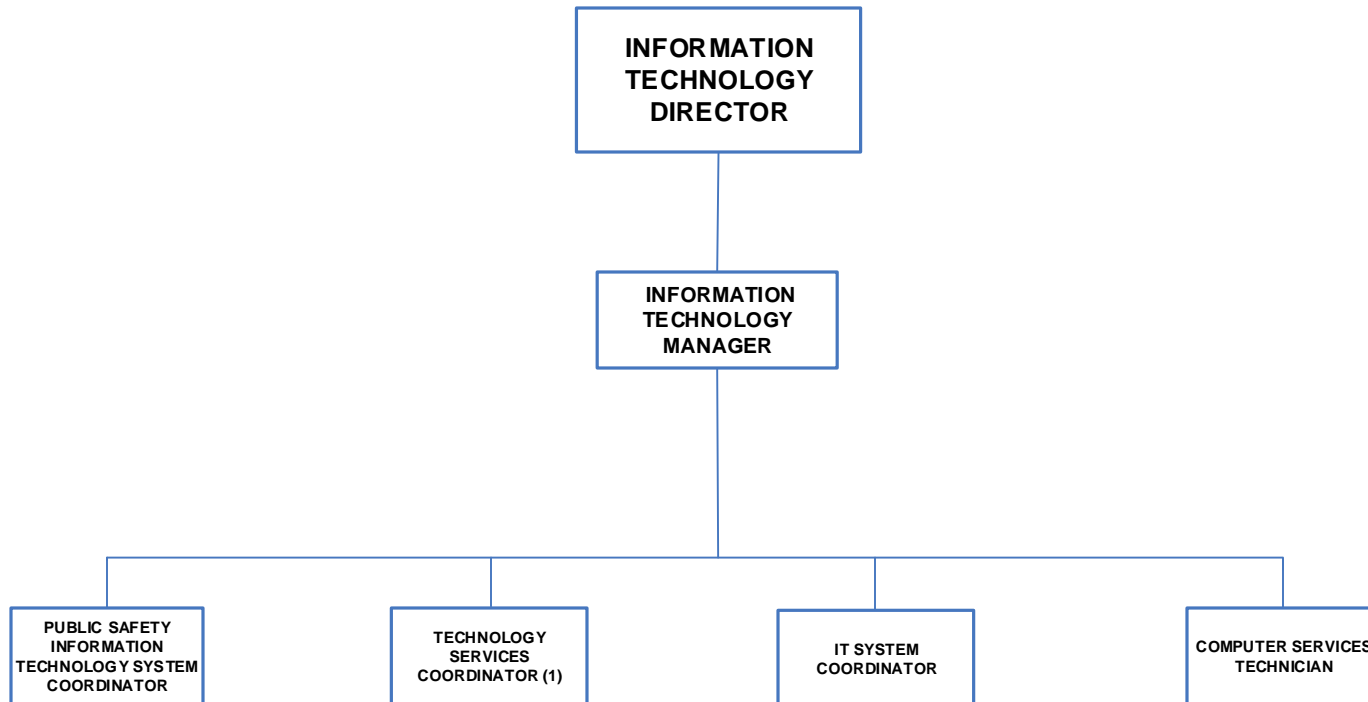 INFORMATION
TECHNOLOGY
DIRECTOR
INFORMATION
TECHNOLOGY
MANAGER
PUBLIC SAFETY
INFORMATION
TECHNOLOGY SYSTEM
COORDINATOR
TECHNOLOGY
SERVICES
COORDINATOR (1)
IT SYSTEM
COORDINATOR
COMPUTER SERVICES
TECHNICIAN